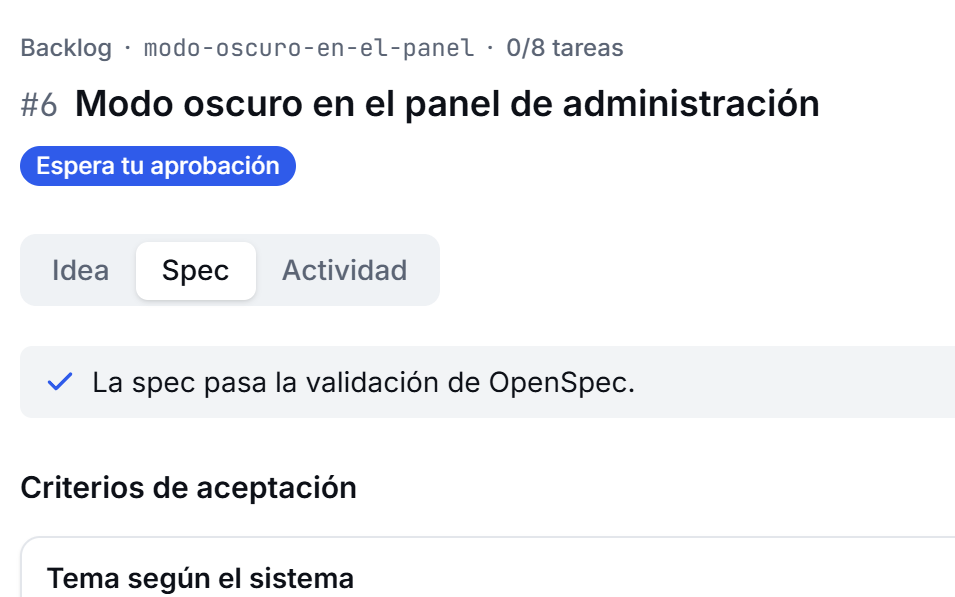 Backlog · modo-oscuro-en-el-panel · 0/8 tareas
#6 Modo oscuro en el panel de administración
Espera tu aprobación
Idea Spec Actividad
La spec pasa la validación de OpenSpec.
Criterios de aceptación
Tema según el sistema